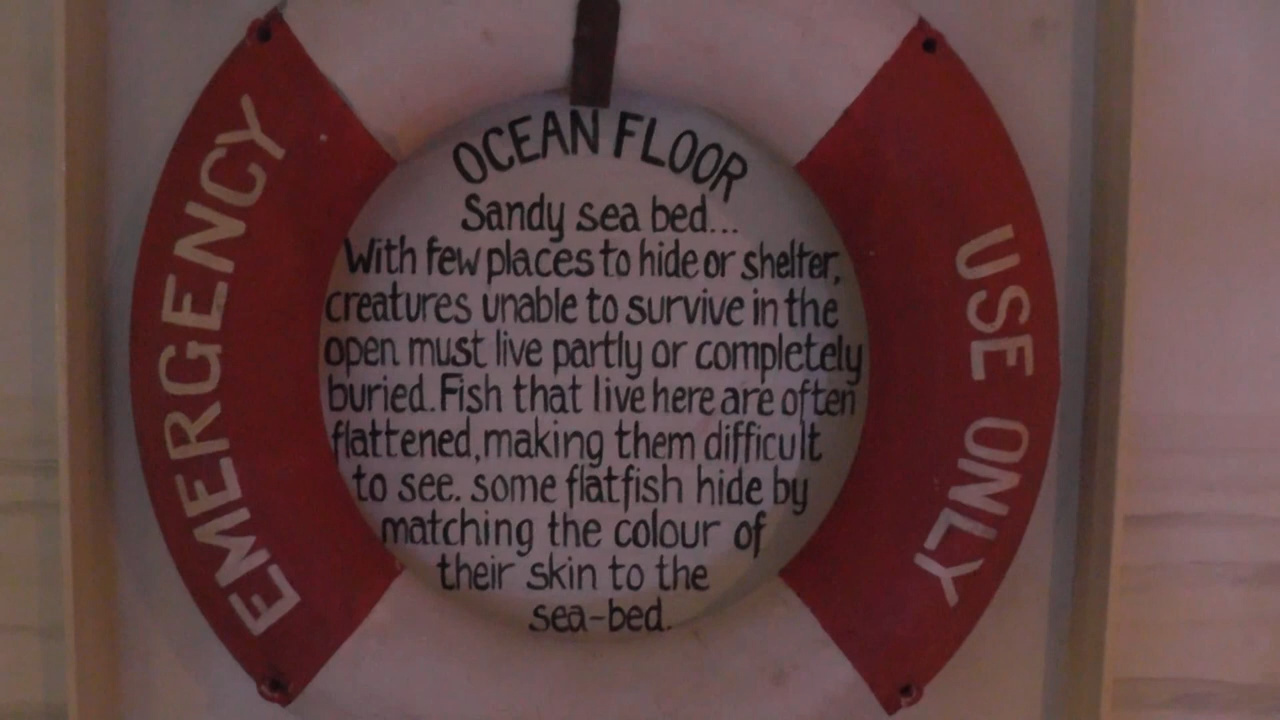 EMERGENCY
OCEAN FLOOR
Sandy sea bed...
With few places to hide or shelter,
creatures unable to survive in the
open must live partly or completely
buried. Fish that live here are often
flattened, making them difficult
to see. some flatfish hide by
matching the colour of
their skin to the
sea-bed.
USE ONLY